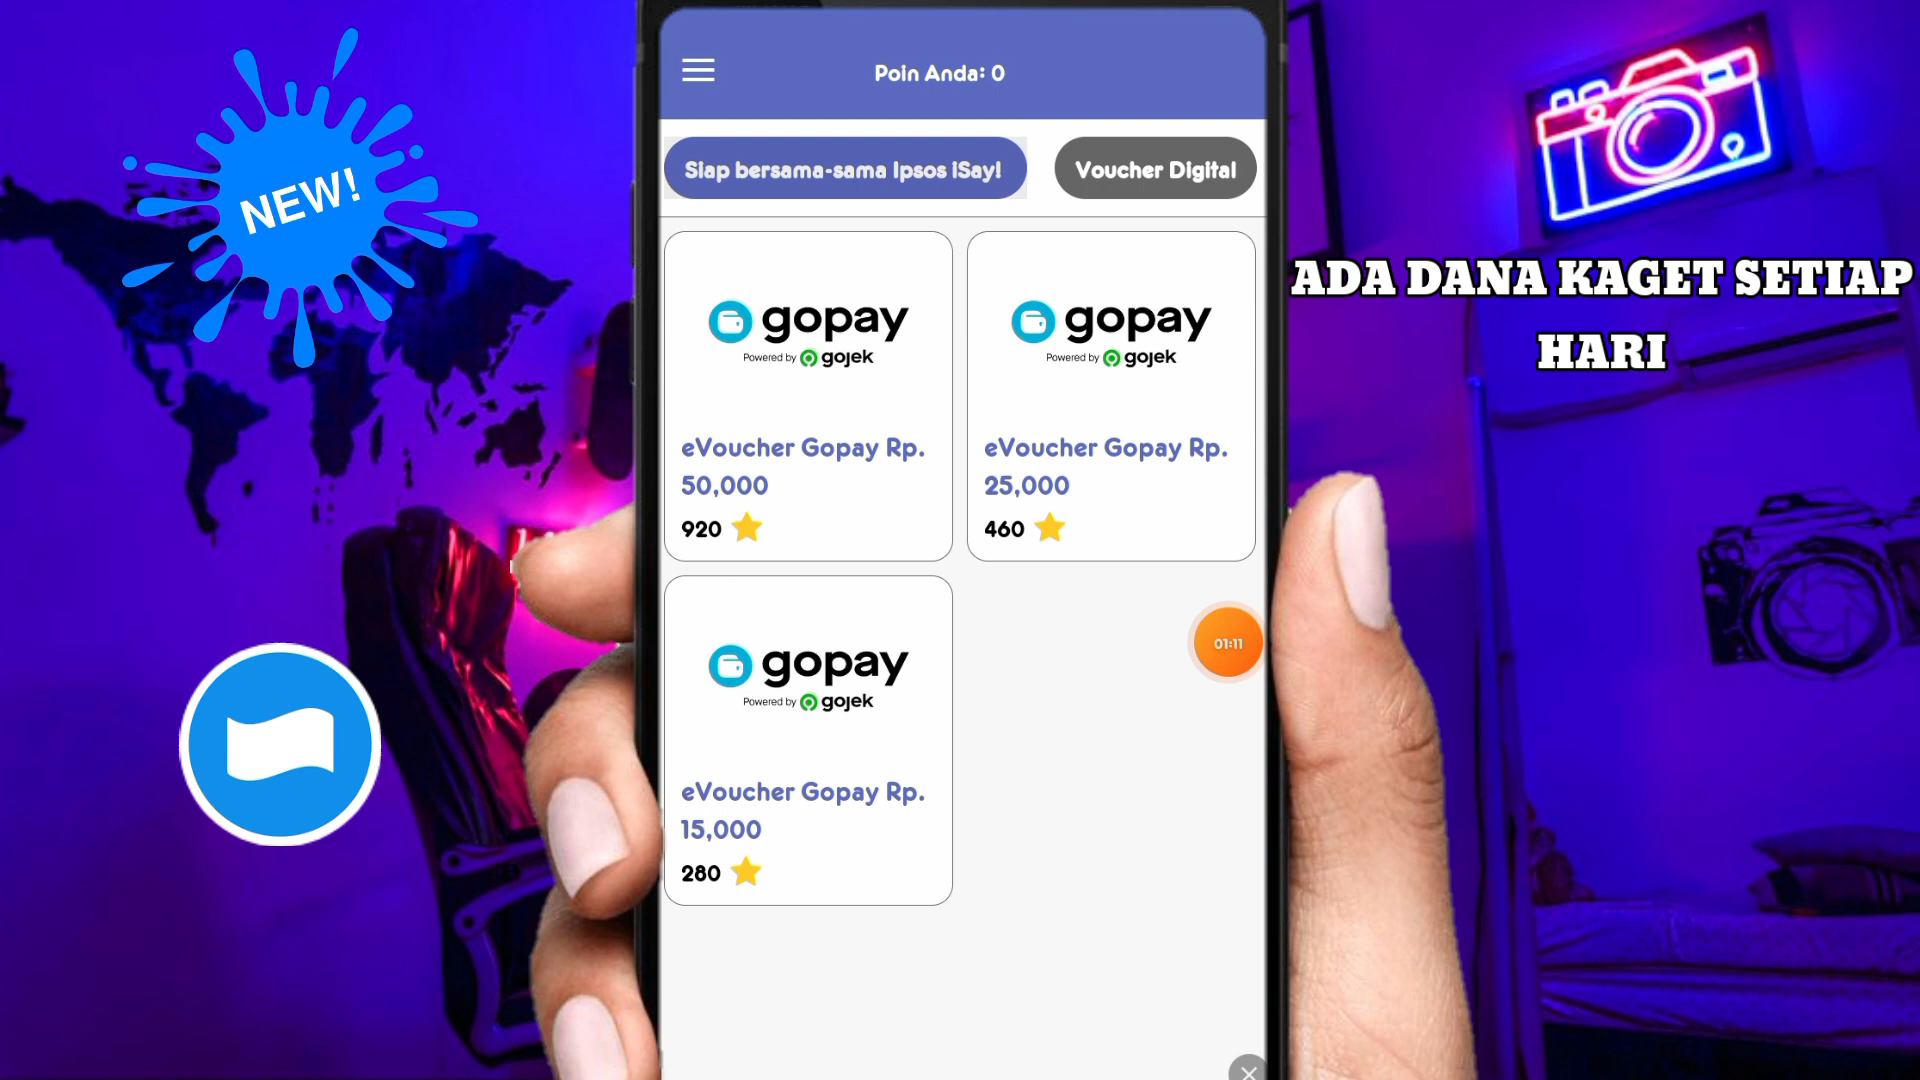 NEW!
Poin Anda: 0
Siap bersama-sama Ipsos iSay!
Voucher Digital
gopay
Powered by gojek
eVoucher Gopay Rp.
50,000
920
gopay
Powered by gojek
eVoucher Gopay Rp.
25,000
460
gopay
Powered by gojek
eVoucher Gopay Rp.
15,000
280
01:11
ADA DANA KAGET SETIAP
HARI